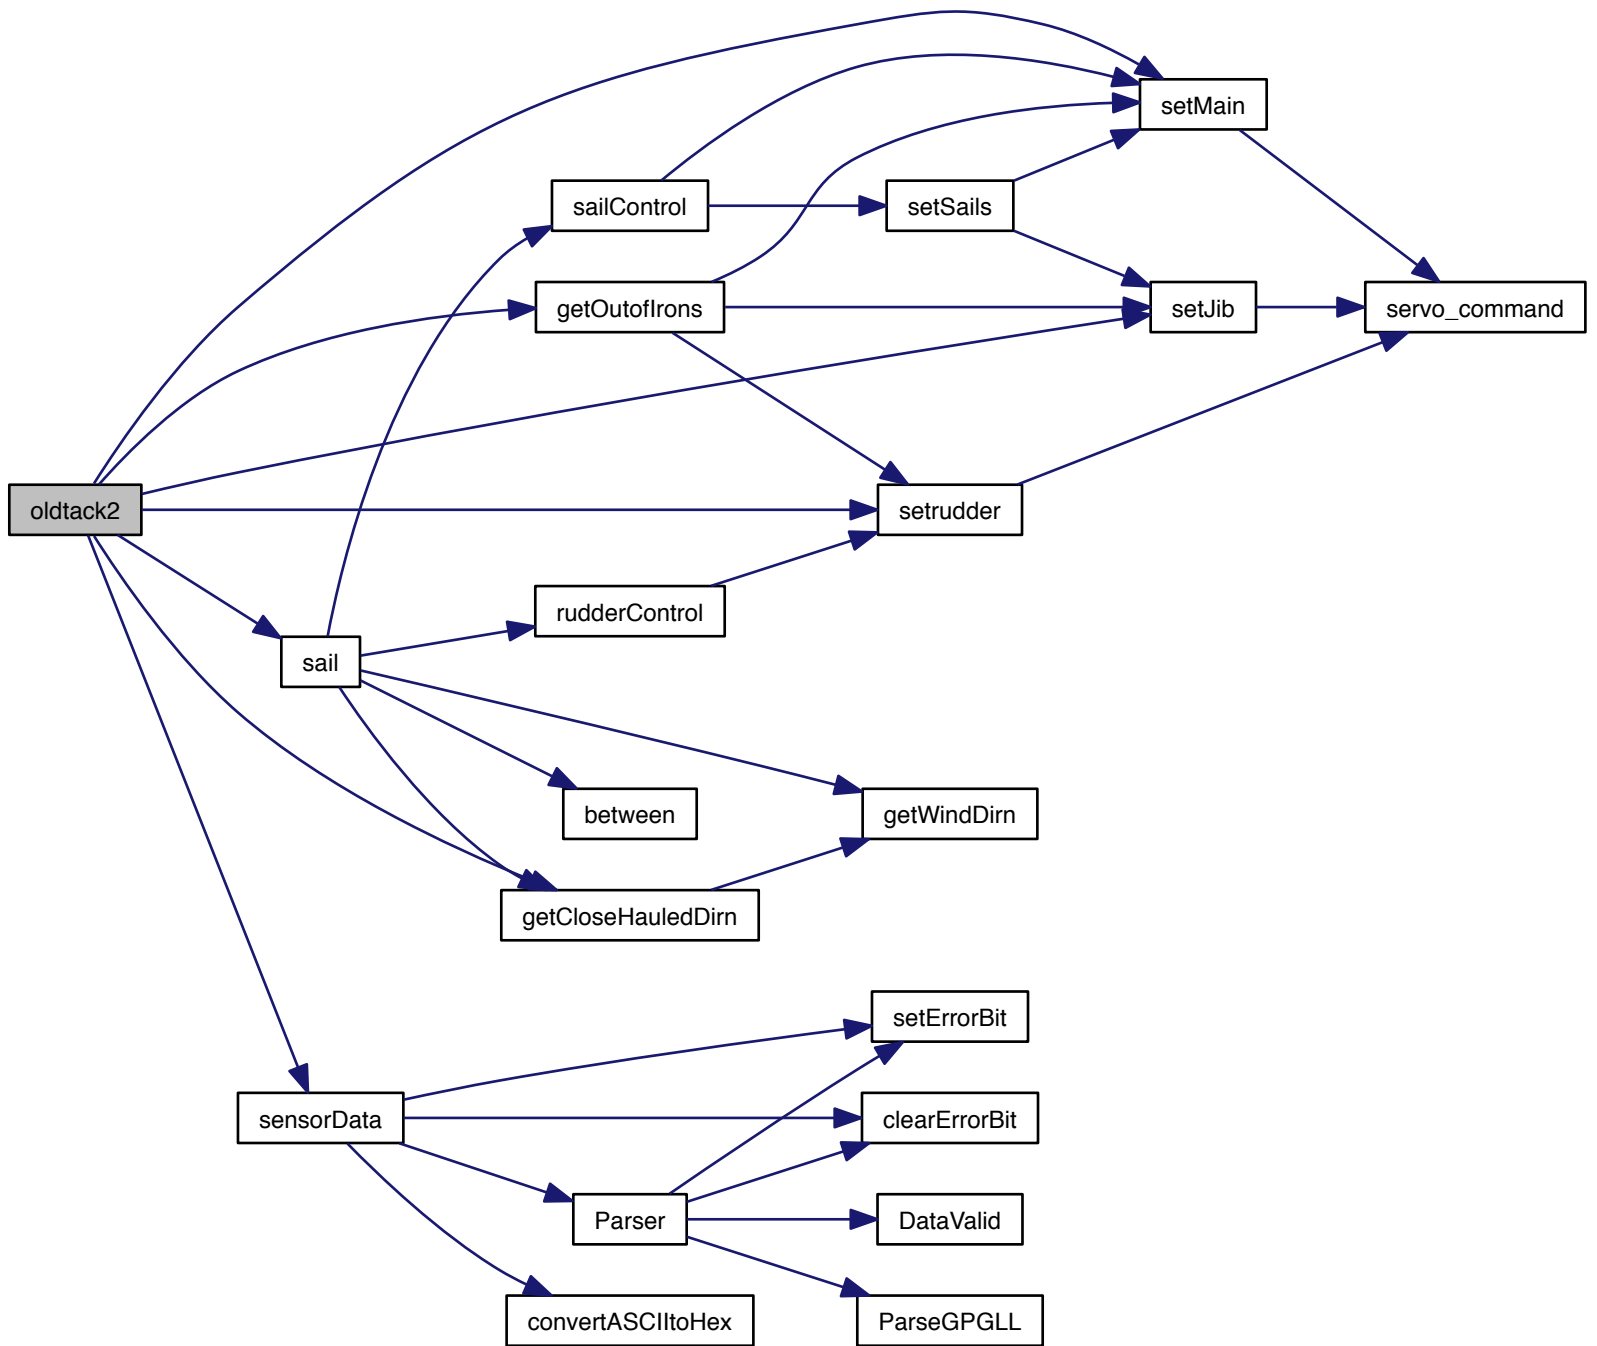 setMain
sailControl
setSails
getOutofIrons
setJib
servo_command
oldtack2
setrudder
rudderControl
sail
between
getWindDirn
getCloseHauledDirn
setErrorBit
sensorData
clearErrorBit
Parser
DataValid
convertASCIItoHex
ParseGPGLL